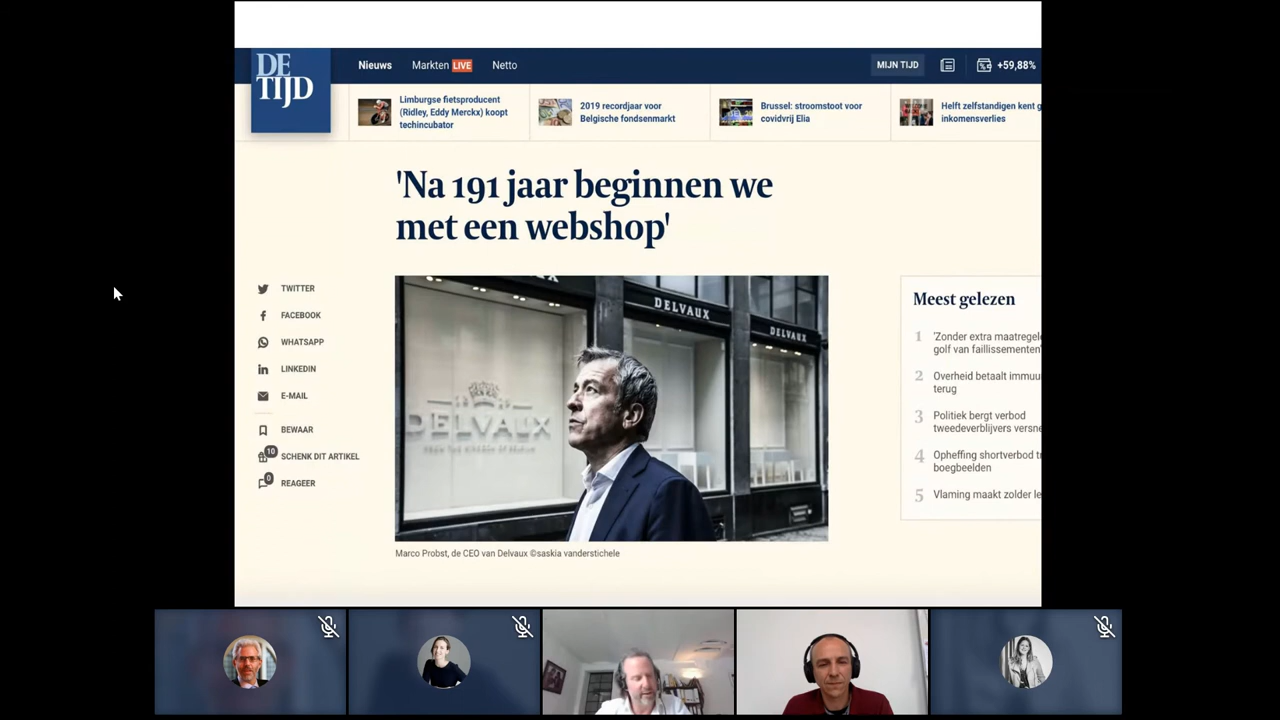 DE
TIJD
Nieuws
Markten LIVE
Netto
MIJN TIJD
+59,88%
Limburgse fietsproducent
(Ridley, Eddy Merckx) koopt
techincubator
2019 recordjaar voor
Belgische fondsenmarkt
Brussel: stroomstoot voor
covidvrij Elia
Helft zelfstandigen kent g
inkomensverlies
'Na 191 jaar beginnen we
met een webshop'
TWITTER
FACEBOOK
WHATSAPP
LINKEDIN
E-MAIL
BEWAAR
10
SCHENK DIT ARTIKEL
0
REAGEER
DELVAUX
DELVAUX
DELVAUX
Marco Probst, de CEO van Delvaux ©saskia vanderstichele
Meest gelezen
1 'Zonder extra maatregele
golf van faillissementen'
2 Overheid betaalt immuu
terug
3 Politiek bergt verbod
tweedeverblijvers versne
4 Opheffing shortverbod t
boegbeelden
5 Vlaming maakt zolder le